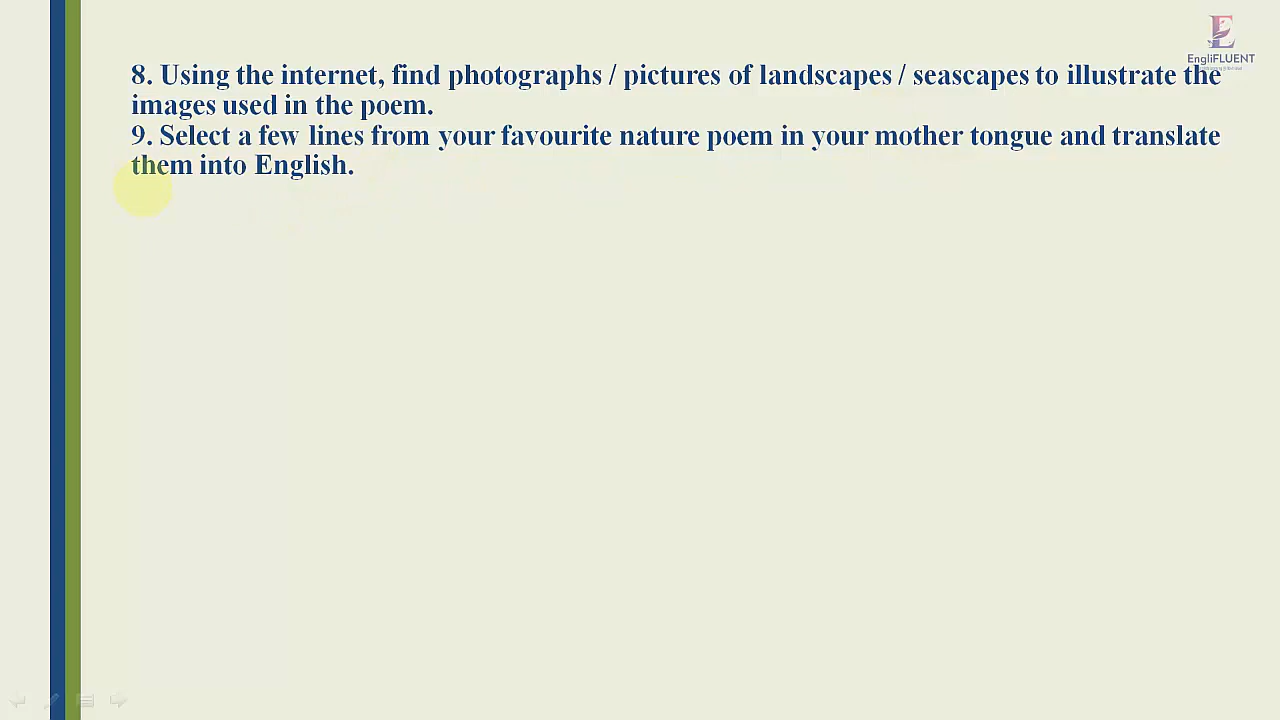 EngliFLUENT
8. Using the internet, find photographs / pictures of landscapes / seascapes to illustrate the
images used in the poem.
9. Select a few lines from your favourite nature poem in your mother tongue and translate
them into English.